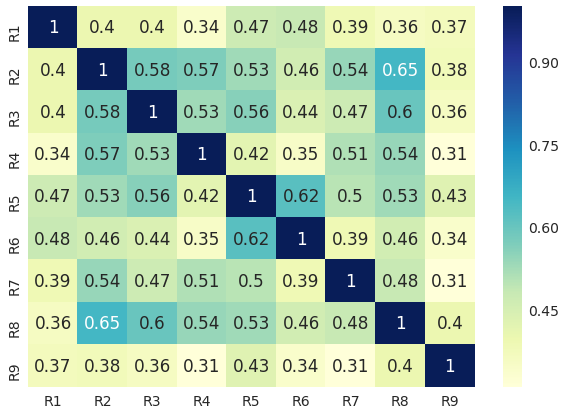 R1 1 0.4 0.4 0.34 0.47 0.48 0.39 0.36 0.37
R2 0.4 1 0.58 0.57 0.53 0.46 0.54 0.65 0.38
R3 0.4 0.58 1 0.53 0.56 0.44 0.47 0.6 0.36
R4 0.34 0.57 0.53 1 0.42 0.35 0.51 0.54 0.31
R5 0.47 0.53 0.56 0.42 1 0.62 0.5 0.53 0.43
R6 0.48 0.46 0.44 0.35 0.62 1 0.39 0.46 0.34
R7 0.39 0.54 0.47 0.51 0.5 0.39 1 0.48 0.31
R8 0.36 0.65 0.6 0.54 0.53 0.46 0.48 1 0.4
R9 0.37 0.38 0.36 0.31 0.43 0.34 0.31 0.4 1
R1 R2 R3 R4 R5 R6 R7 R8 R9
0.90
0.75
0.60
0.45